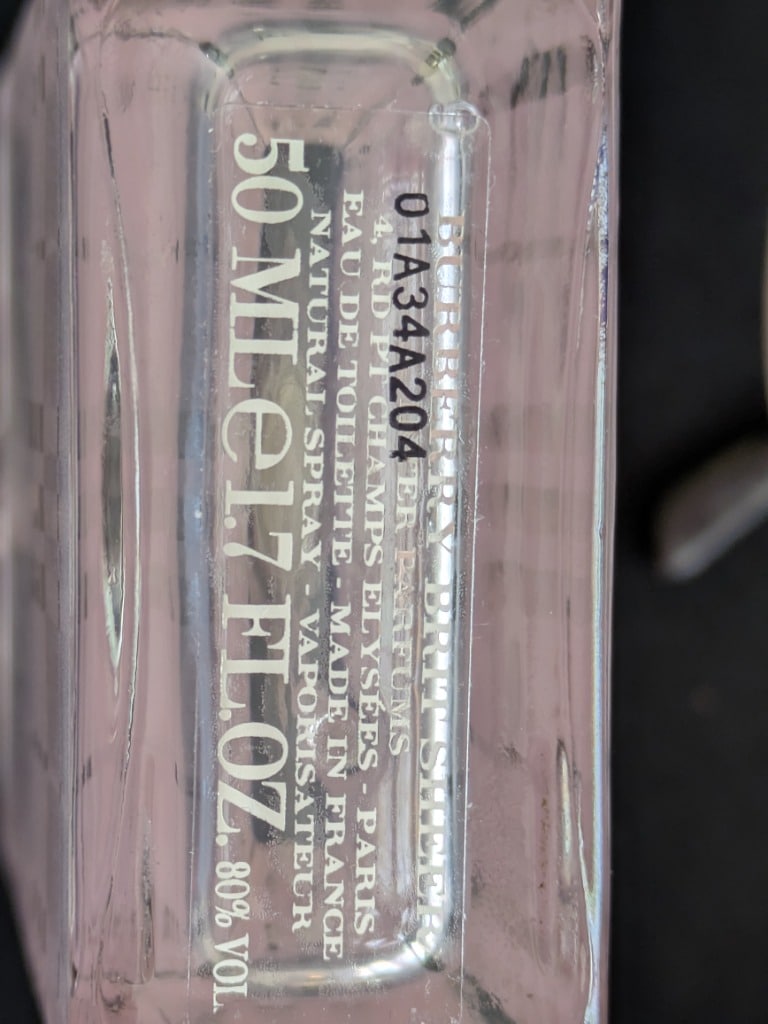 BURBERRY BRIT SHEER
INTER PARFUMS
01A34A204
4, RD PT CHAMPS ELYSÉES - PARIS
EAU DE TOILETTE - MADE IN FRANCE
NATURAL SPRAY - VAPORISATEUR
50 ML e 1.7 FL.OZ. 80% VOL